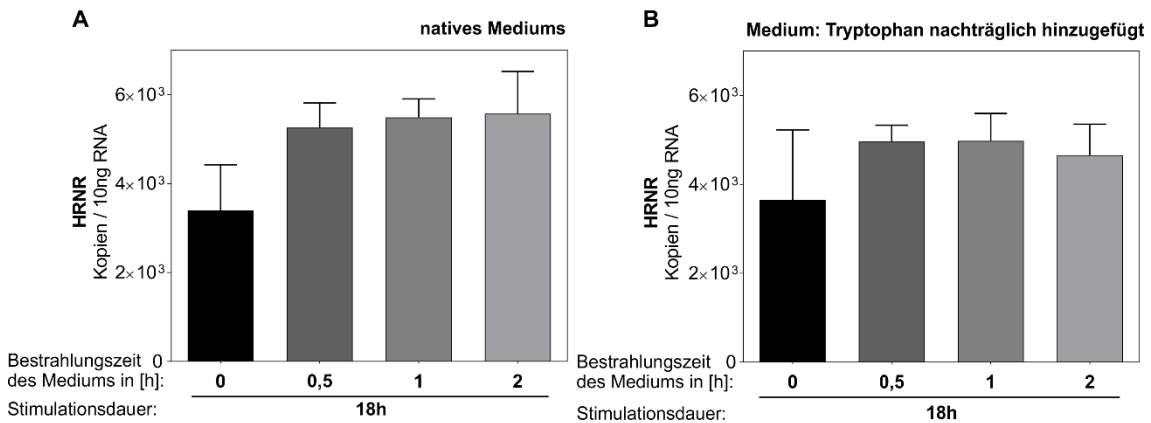 A
natives Mediums
HRNR
Kopien / 10ng RNA
6×10³
4×10³
2×10³
0
Bestrahlungszeit
des Mediums in [h]:
0 0,5 1 2
Stimulationsdauer:
18h
B
Medium: Tryptophan nachträglich hinzugefügt
HRNR
Kopien / 10ng RNA
6×10³
4×10³
2×10³
0
Bestrahlungszeit
des Mediums in [h]:
0 0,5 1 2
Stimulationsdauer:
18h